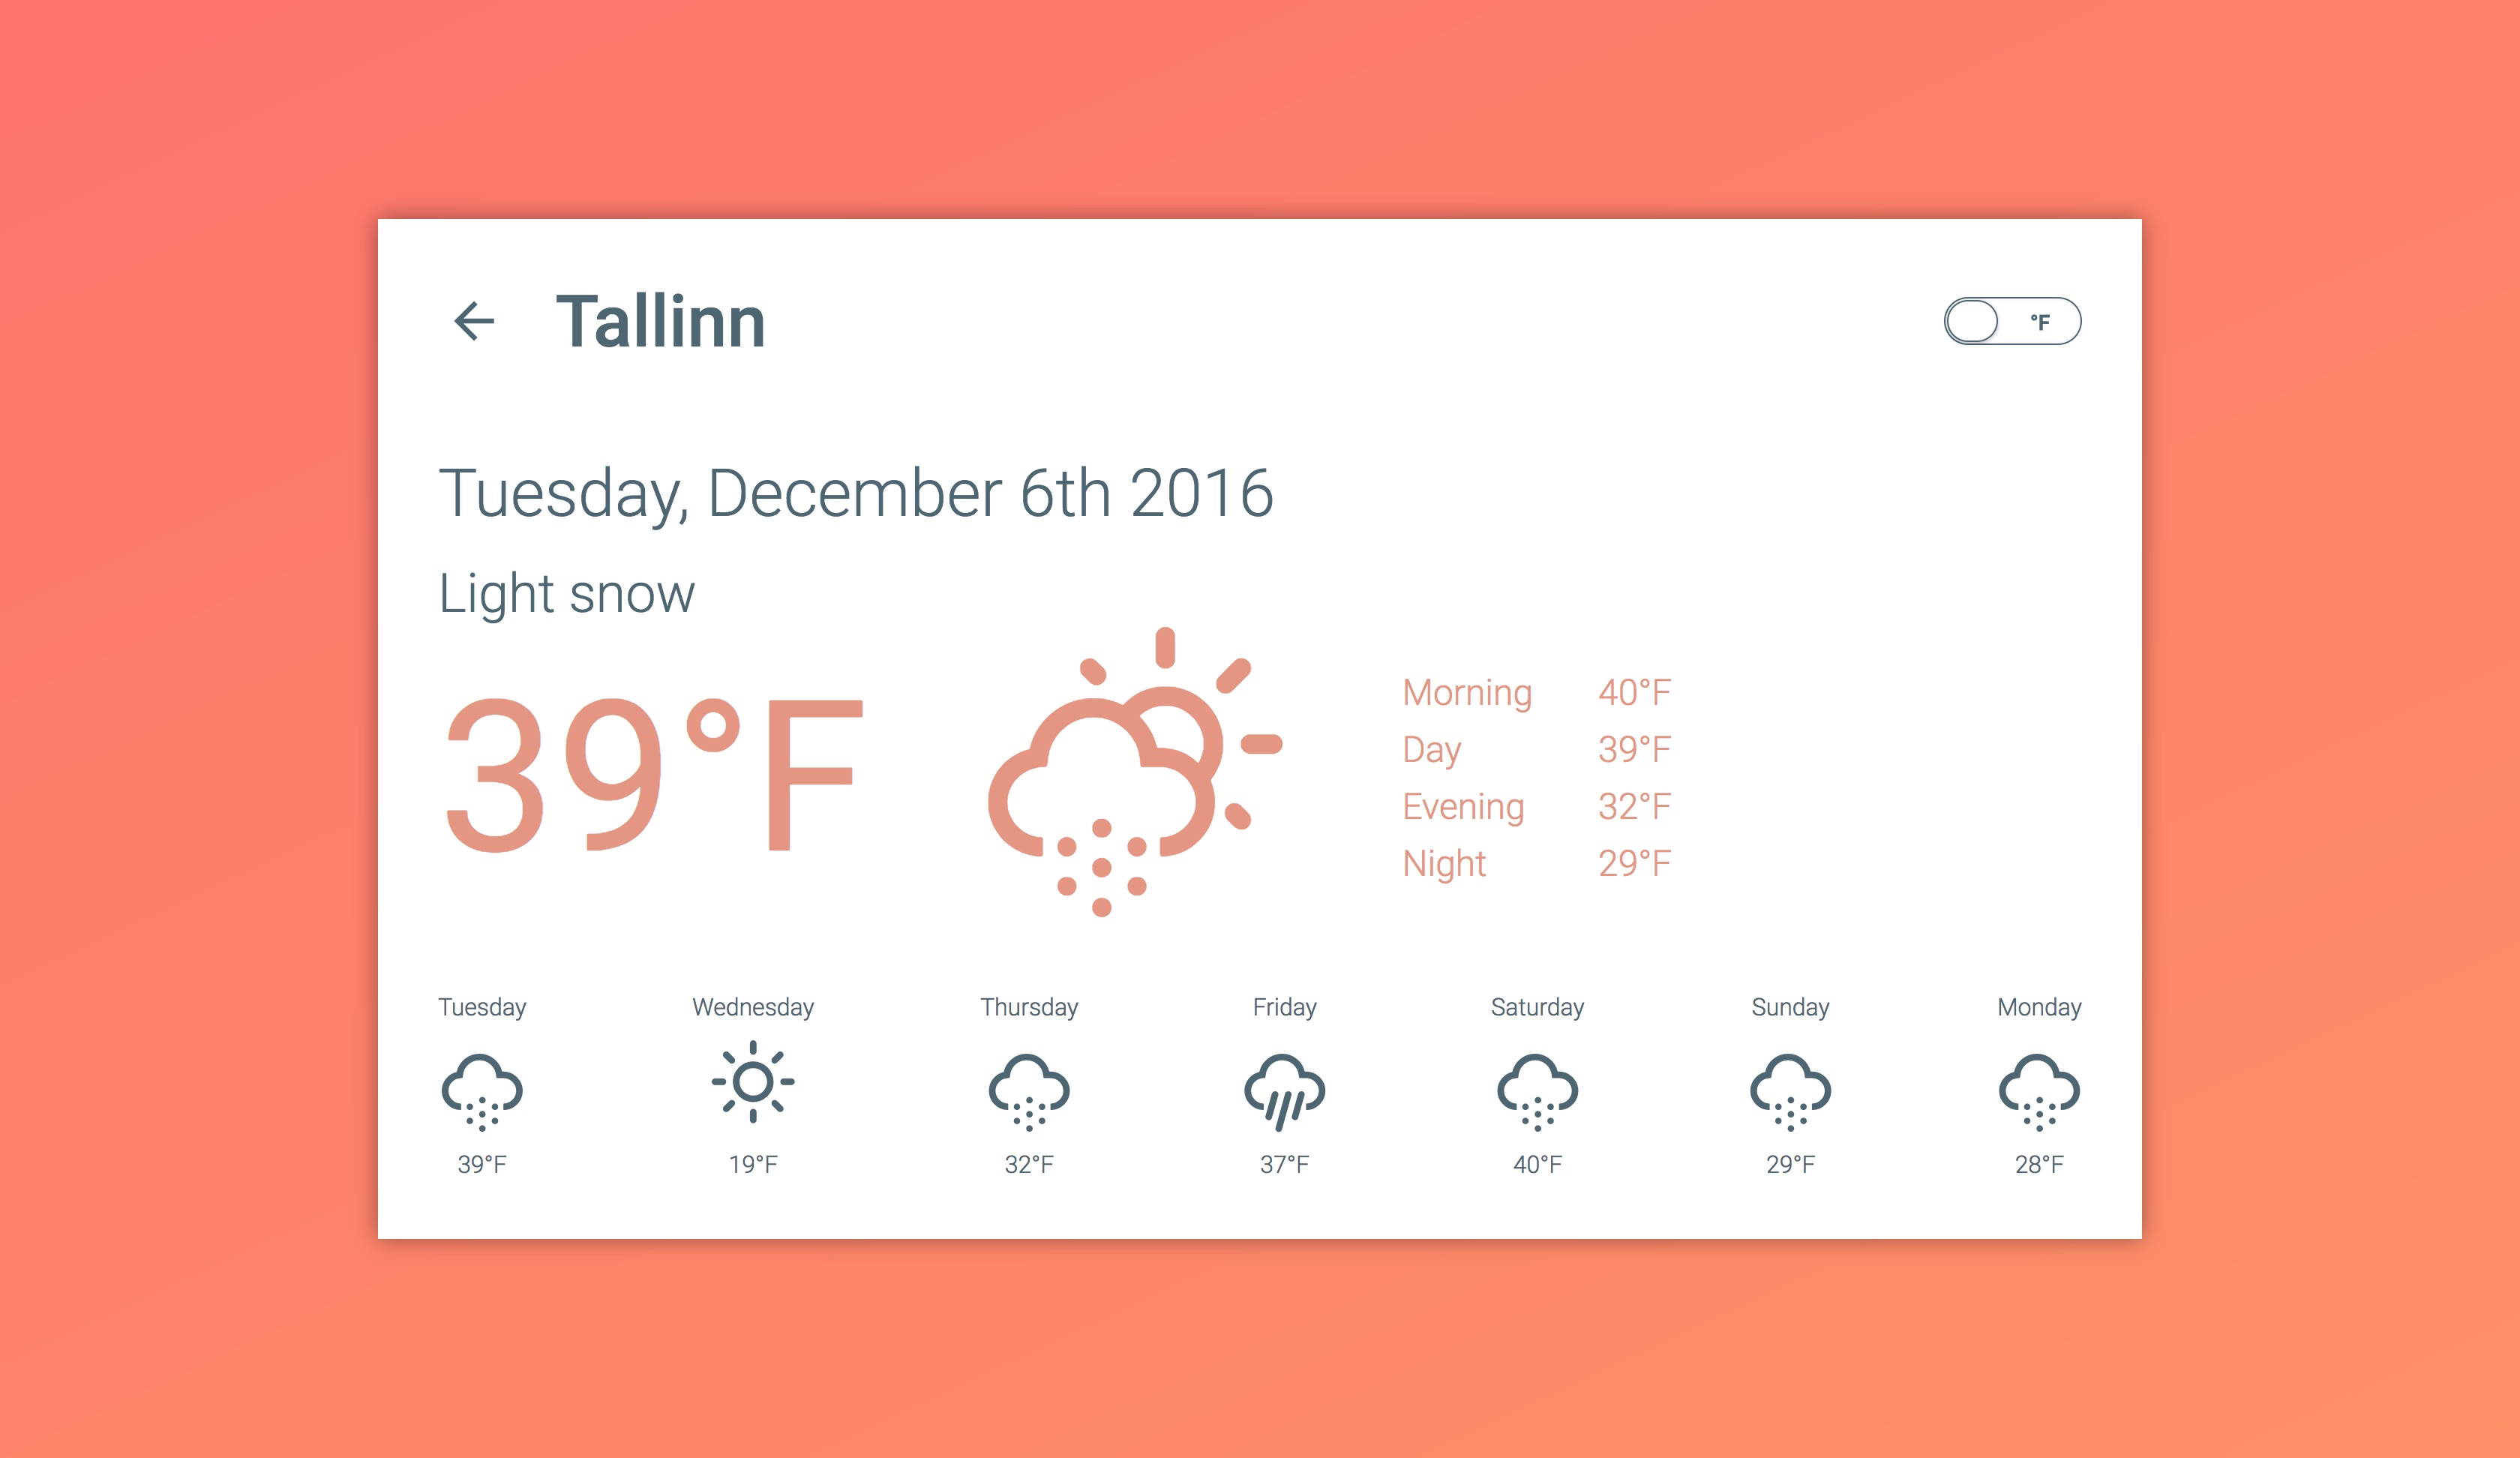 Tallinn
°F
Tuesday, December 6th 2016
Light snow
39°F
Morning 40°F
Day 39°F
Evening 32°F
Night 29°F
Tuesday Wednesday Thursday Friday Saturday Sunday Monday
39°F 19°F 32°F 37°F 40°F 29°F 28°F